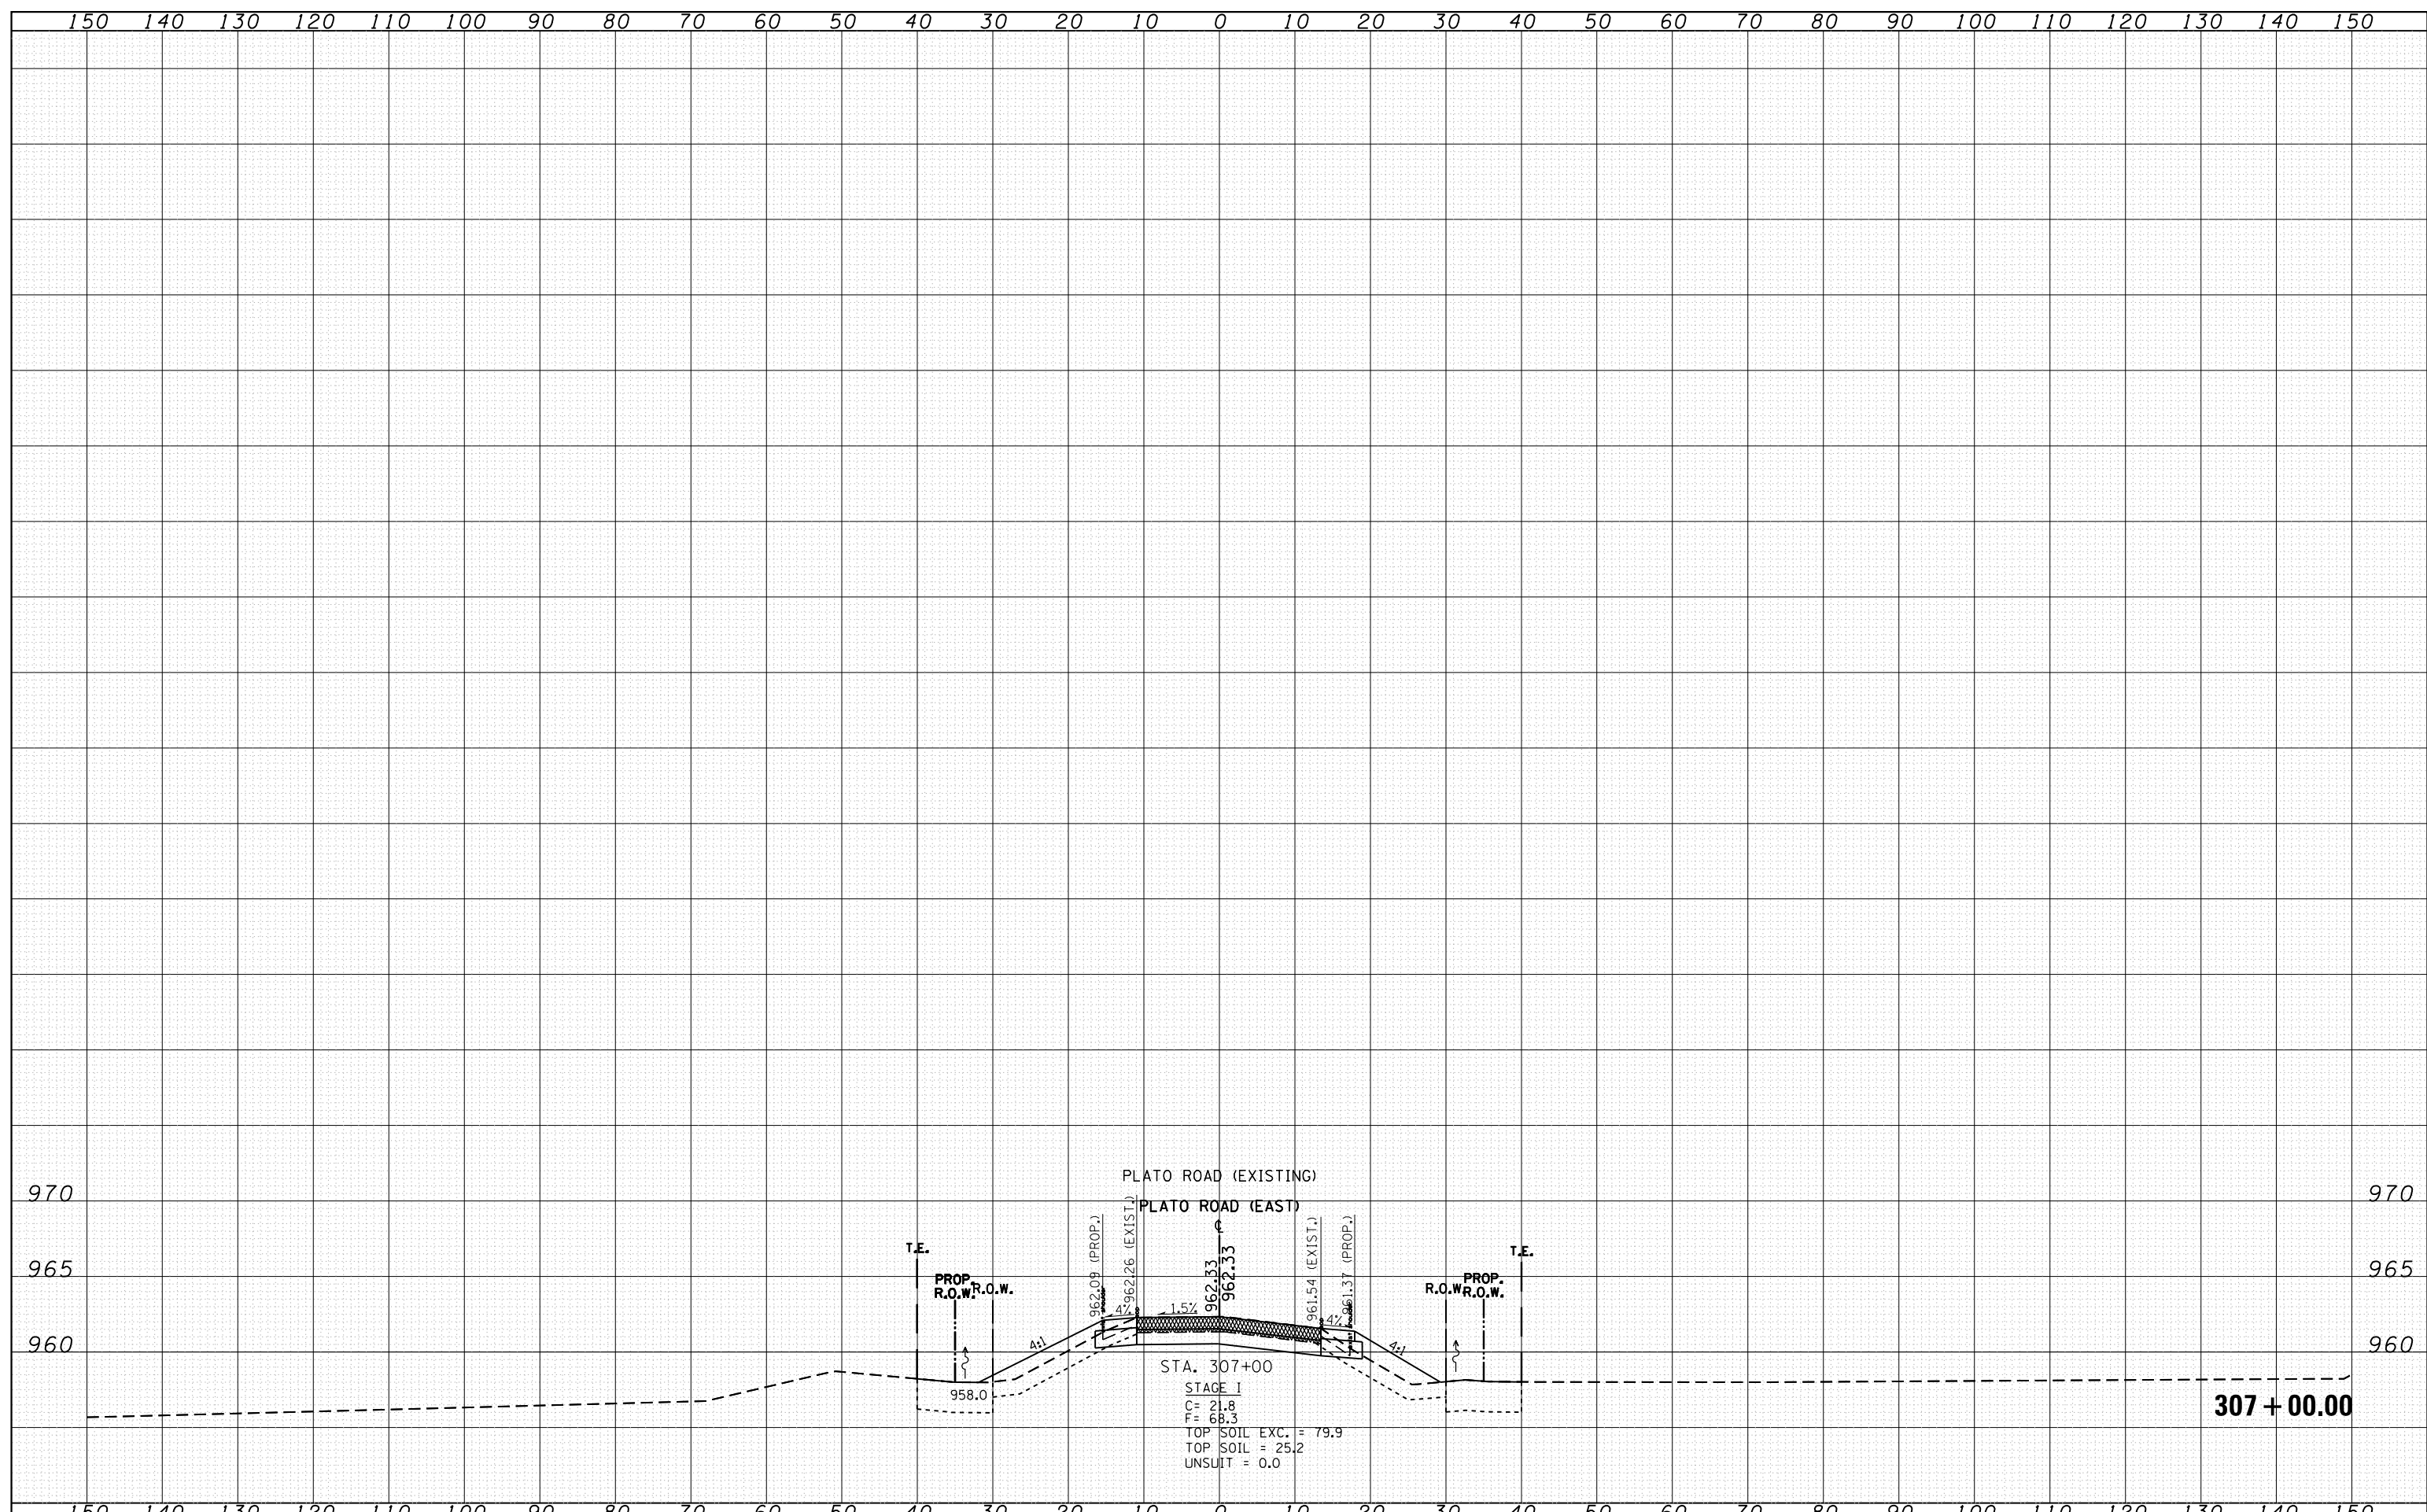 150 140 130 120 110 100 90 80 70 60 50 40 30 20 10 0 10 20 30 40 50 60 70 80 90 100 110 120 130 140 150
PLATO ROAD (EXISTING)
970 970
PLATO ROAD (EAST)
℄
962.09 (PROP.)
962.26 (EXIST.)
962.33
962.33
961.54 (EXIST.)
961.37 (PROP.)
T.E. T.E.
965 965
PROP. R.O.W. R.O.W. R.O.W. PROP. R.O.W.
4% 1.5% 4%
4:1 4:1
960 960
STA. 307+00
958.0
STAGE I
C= 21.8
F= 68.3
TOP SOIL EXC. = 79.9
TOP SOIL = 25.2
UNSUIT = 0.0
307+00.00
150 140 130 120 110 100 90 80 70 60 50 40 30 20 10 0 10 20 30 40 50 60 70 80 90 100 110 120 130 140 150